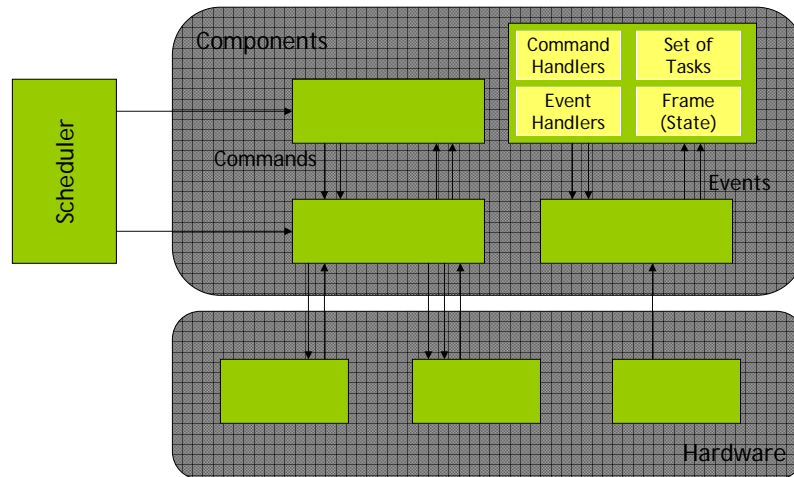 Components
Command
Handlers
Set of
Tasks
Event
Handlers
Frame
(State)
Scheduler
Commands
Events
Hardware